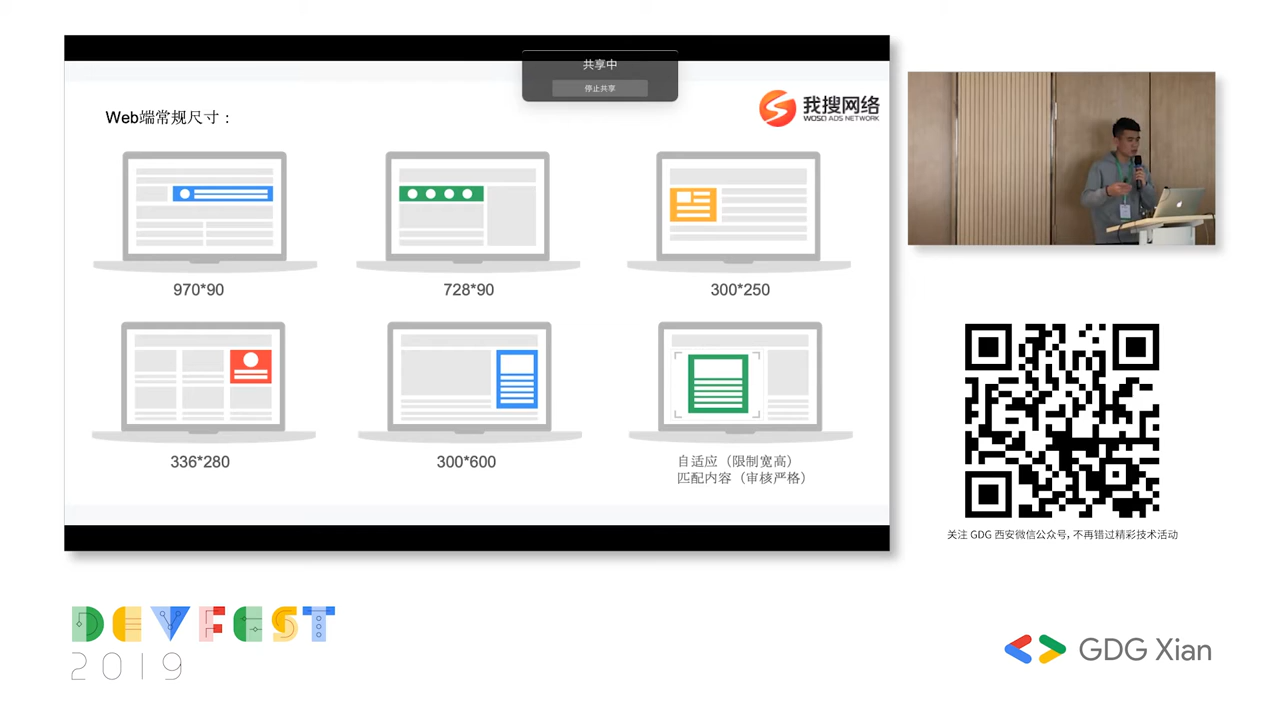 共享中
停止共享
Web端常规尺寸：
我搜网络
WOSO ADS NETWORK
970*90
728*90
300*250
336*280
300*600
自适应（限制宽高）
匹配内容（审核严格）
关注 GDG 西安微信公众号, 不再错过精彩技术活动
DEVFEST
2019
GDG Xian